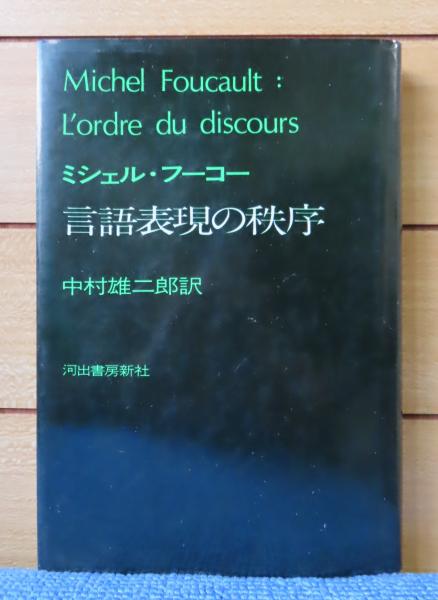 Michel Foucault :
L'ordre du discours
ミシェル・フーコー
言語表現の秩序
中村雄二郎訳
河出書房新社